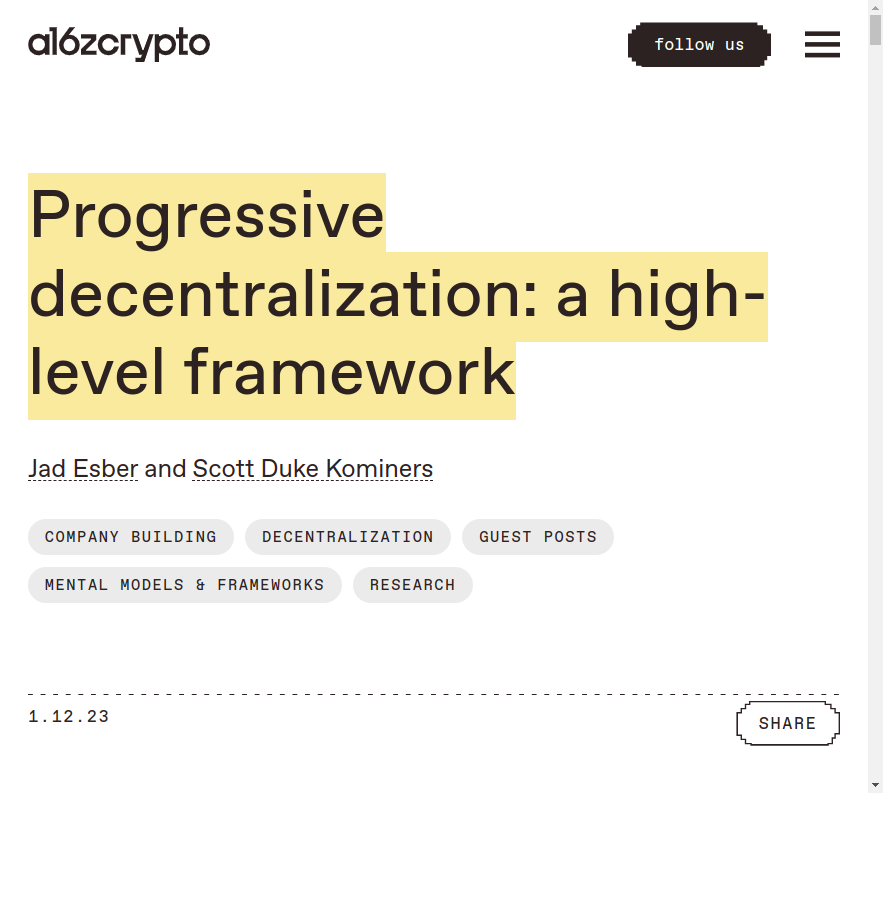 a16zcrypto
follow us
Progressive
decentralization: a high-
level framework
Jad Esber and Scott Duke Kominers
COMPANY BUILDING
DECENTRALIZATION
GUEST POSTS
MENTAL MODELS & FRAMEWORKS
RESEARCH
1.12.23
SHARE